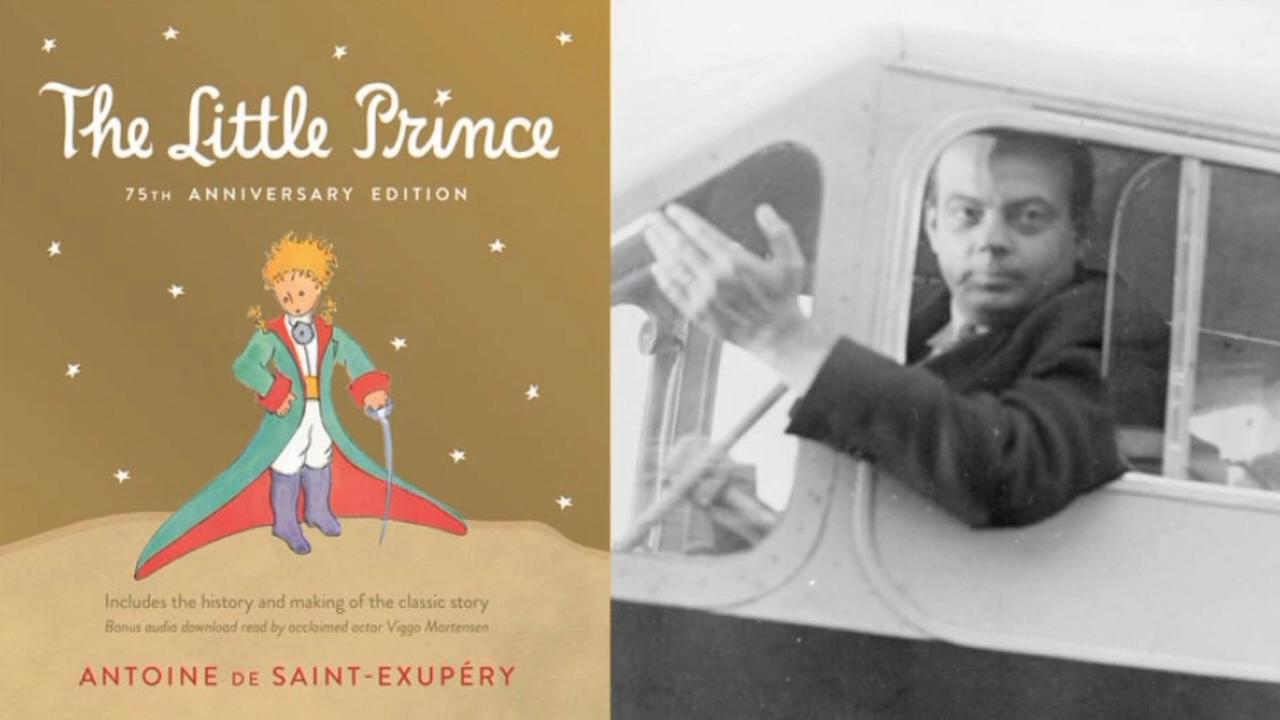 The Little Prince
75TH ANNIVERSARY EDITION
Includes the history and making of the classic story
Bonus audio download read by acclaimed actor Viggo Mortensen
ANTOINE DE SAINT-EXUPÉRY